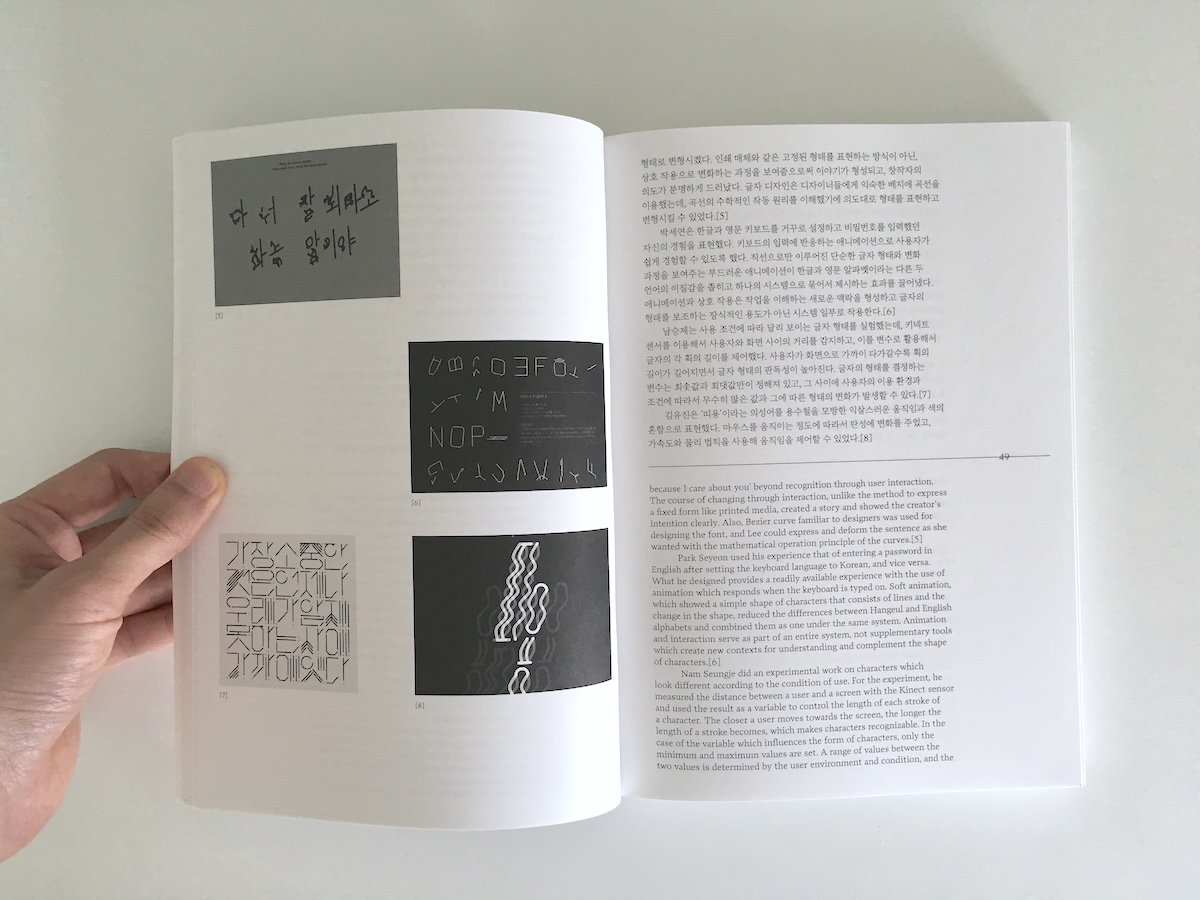 [5]
[6]
가장소중한
것은언제나
우리가알지
못하는사이에
가까이에있다
[7]
[8]
형태로 변형시켰다. 인쇄 매체와 같은 고정된 형태를 표현하는 방식이 아닌,
상호 작용으로 변화하는 과정을 보여줌으로써 이야기가 형성되고, 창작자의
의도가 분명하게 드러났다. 글자 디자인은 디자이너들에게 익숙한 베지에 곡선을
이용했는데, 곡선의 수학적인 작동 원리를 이해했기에 의도대로 형태를 표현하고
변형시킬 수 있었다.[5]
박세연은 한글과 영문 키보드를 거꾸로 설정하고 비밀번호를 입력했던
자신의 경험을 표현했다. 키보드의 입력에 반응하는 애니메이션으로 사용자가
쉽게 경험할 수 있도록 했다. 직선으로만 이루어진 단순한 글자 형태와 변화
과정을 보여주는 부드러운 애니메이션이 한글과 영문 알파벳이라는 다른 두
언어의 이질감을 좁히고 하나의 시스템으로 묶어서 제시하는 효과를 끌어냈다.
애니메이션과 상호 작용은 작업을 이해하는 새로운 맥락을 형성하고 글자의
형태를 보조하는 장식적인 용도가 아닌 시스템 일부로 작용한다.[6]
남승제는 사용 조건에 따라 달리 보이는 글자 형태를 실험했는데, 키넥트
센서를 이용해서 사용자와 화면 사이의 거리를 감지하고, 이를 변수로 활용해서
글자의 각 획의 길이를 제어했다. 사용자가 화면으로 가까이 다가갈수록 획의
길이가 길어지면서 글자 형태의 판독성이 높아진다. 글자의 형태를 결정하는
변수는 최솟값과 최댓값만이 정해져 있고, 그 사이에 사용자의 이용 환경과
조건에 따라서 무수히 많은 값과 그에 따른 형태의 변화가 발생할 수 있다.[7]
김유진은 ‘띠용’이라는 의성어를 용수철을 모방한 익살스러운 움직임과 색의
혼합으로 표현했다. 마우스를 움직이는 정도에 따라서 탄성에 변화를 주었고,
가속도와 물리 법칙을 사용해 움직임을 제어할 수 있었다.[8]
49
because I care about you’ beyond recognition through user interaction.
The course of changing through interaction, unlike the method to express
a fixed form like printed media, created a story and showed the creator's
intention clearly. Also, Bezier curve familiar to designers was used for
designing the font, and Lee could express and deform the sentence as she
wanted with the mathematical operation principle of the curves.[5]
Park Seyeon used his experience that of entering a password in
English after setting the keyboard language to Korean, and vice versa.
What he designed provides a readily available experience with the use of
animation which responds when the keyboard is typed on. Soft animation,
which showed a simple shape of characters that consists of lines and the
change in the shape, reduced the differences between Hangeul and English
alphabets and combined them as one under the same system. Animation
and interaction serve as part of an entire system, not supplementary tools
which create new contexts for understanding and complement the shape
of characters.[6]
Nam Seungje did an experimental work on characters which
look different according to the condition of use. For the experiment, he
measured the distance between a user and a screen with the Kinect sensor
and used the result as a variable to control the length of each stroke of
a character. The closer a user moves towards the screen, the longer the
length of a stroke becomes, which makes characters recognizable. In the
case of the variable which influences the form of characters, only the
minimum and maximum values are set. A range of values between the
two values is determined by the user environment and condition, and the